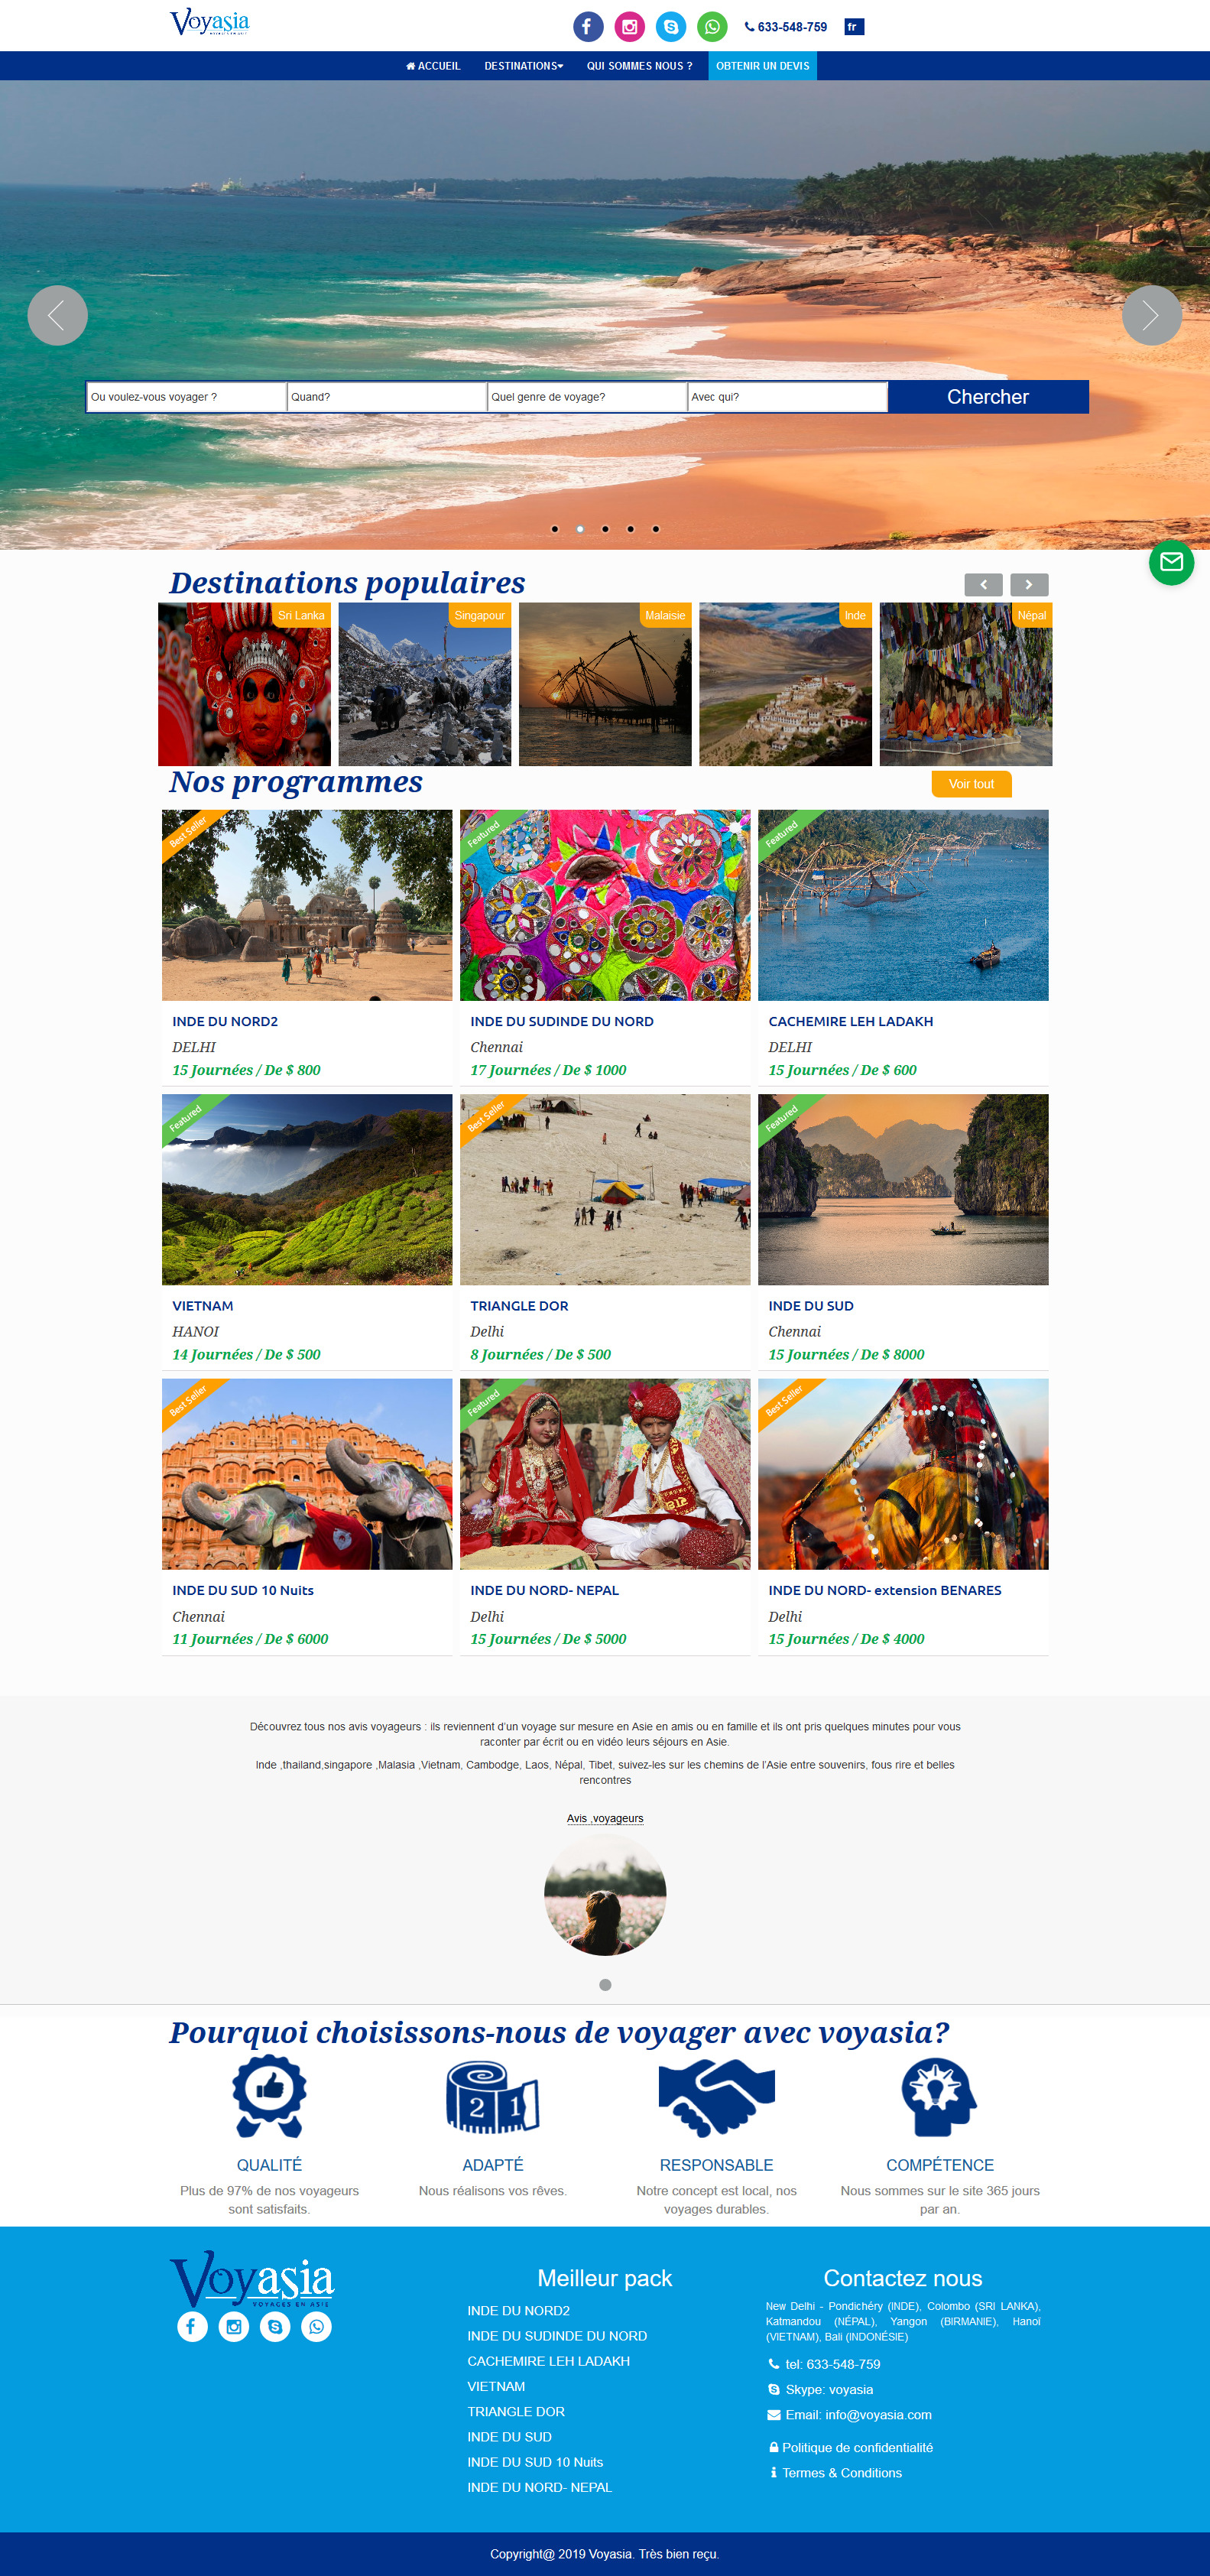 Voyasia
VOYAGES EN ASIE
633-548-759
fr
ACCUEIL
DESTINATIONS
QUI SOMMES NOUS ?
OBTENIR UN DEVIS
Ou voulez-vous voyager ?
Quand?
Quel genre de voyage?
Avec qui?
Chercher
Destinations populaires
Sri Lanka
Singapour
Malaisie
Inde
Népal
Nos programmes
Voir tout
Best Seller
Featured
Featured
INDE DU NORD2
DELHI
15 Journées / De $ 800
INDE DU SUDINDE DU NORD
Chennai
17 Journées / De $ 1000
CACHEMIRE LEH LADAKH
DELHI
15 Journées / De $ 600
Featured
Best Seller
Featured
VIETNAM
HANOI
14 Journées / De $ 500
TRIANGLE DOR
Delhi
8 Journées / De $ 500
INDE DU SUD
Chennai
15 Journées / De $ 8000
Best Seller
Featured
Best Seller
INDE DU SUD 10 Nuits
Chennai
11 Journées / De $ 6000
INDE DU NORD- NEPAL
Delhi
15 Journées / De $ 5000
INDE DU NORD- extension BENARES
Delhi
15 Journées / De $ 4000
Découvrez tous nos avis voyageurs : ils reviennent d'un voyage sur mesure en Asie en amis ou en famille et ils ont pris quelques minutes pour vous
raconter par écrit ou en vidéo leurs séjours en Asie.
Inde ,thailand,singapore ,Malasia ,Vietnam, Cambodge, Laos, Népal, Tibet, suivez-les sur les chemins de l'Asie entre souvenirs, fous rire et belles
rencontres
Avis ,voyageurs
Pourquoi choisissons-nous de voyager avec voyasia?
2 1
QUALITÉ
Plus de 97% de nos voyageurs
sont satisfaits.
ADAPTÉ
Nous réalisons vos rêves.
RESPONSABLE
Notre concept est local, nos
voyages durables.
COMPÉTENCE
Nous sommes sur le site 365 jours
par an.
Voyasia
VOYAGES EN ASIE
Meilleur pack
INDE DU NORD2
INDE DU SUDINDE DU NORD
CACHEMIRE LEH LADAKH
VIETNAM
TRIANGLE DOR
INDE DU SUD
INDE DU SUD 10 Nuits
INDE DU NORD- NEPAL
Contactez nous
New Delhi - Pondichéry (INDE), Colombo (SRI LANKA),
Katmandou (NÉPAL), Yangon (BIRMANIE), Hanoï
(VIETNAM), Bali (INDONÉSIE)
tel: 633-548-759
Skype: voyasia
Email: info@voyasia.com
Politique de confidentialité
Termes & Conditions
Copyright@ 2019 Voyasia. Très bien reçu.